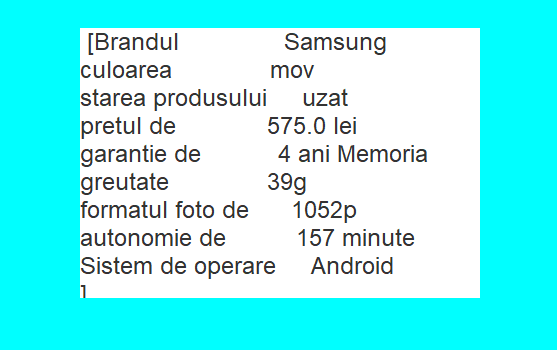 [Brandul Samsung
culoarea mov
starea produsului uzat
pretul de 575.0 lei
garantie de 4 ani Memoria
greutate 39g
formatul foto de 1052p
autonomie de 157 minute
Sistem de operare Android
]